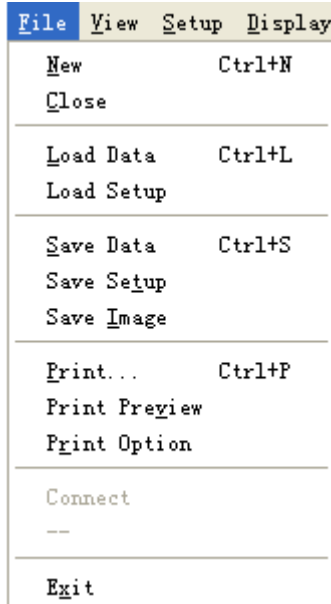 File View Setup Display
New Ctrl+N
Close
Load Data Ctrl+L
Load Setup
Save Data Ctrl+S
Save Setup
Save Image
Print... Ctrl+P
Print Preview
Print Option
Connect
--
Exit